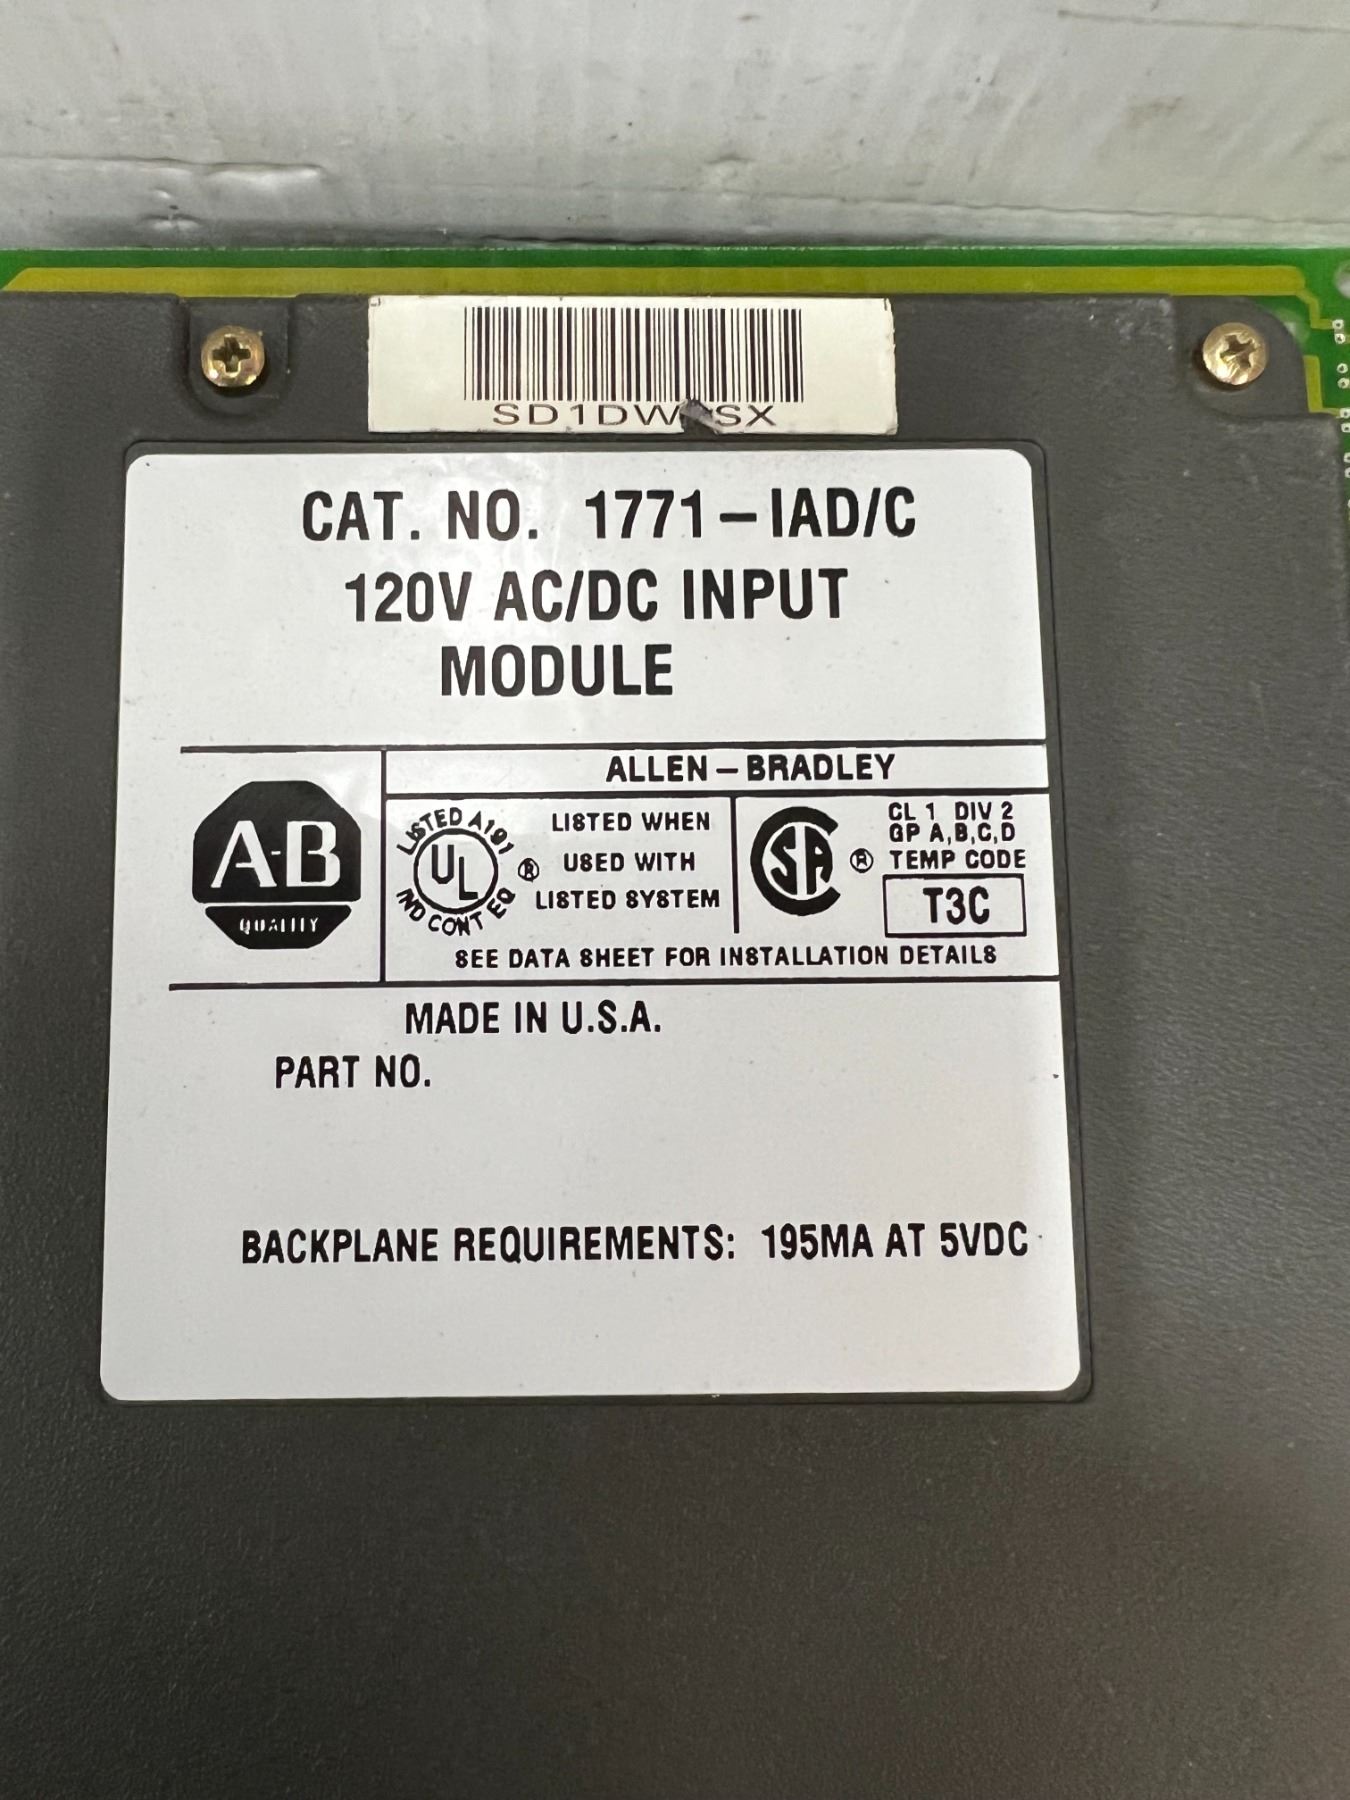 CAT. NO. 1771-IAD/C
120V AC/DC INPUT
MODULE
ALLEN-BRADLEY
A-B
QUALITY
LISTED A191
UL
IND CONT EQ
®
LISTED WHEN
USED WITH
LISTED SYSTEM
SA
®
CL 1 DIV 2
GP A,B,C,D
TEMP CODE
T3C
SEE DATA SHEET FOR INSTALLATION DETAILS
MADE IN U.S.A.
PART NO.
BACKPLANE REQUIREMENTS: 195MA AT 5VDC